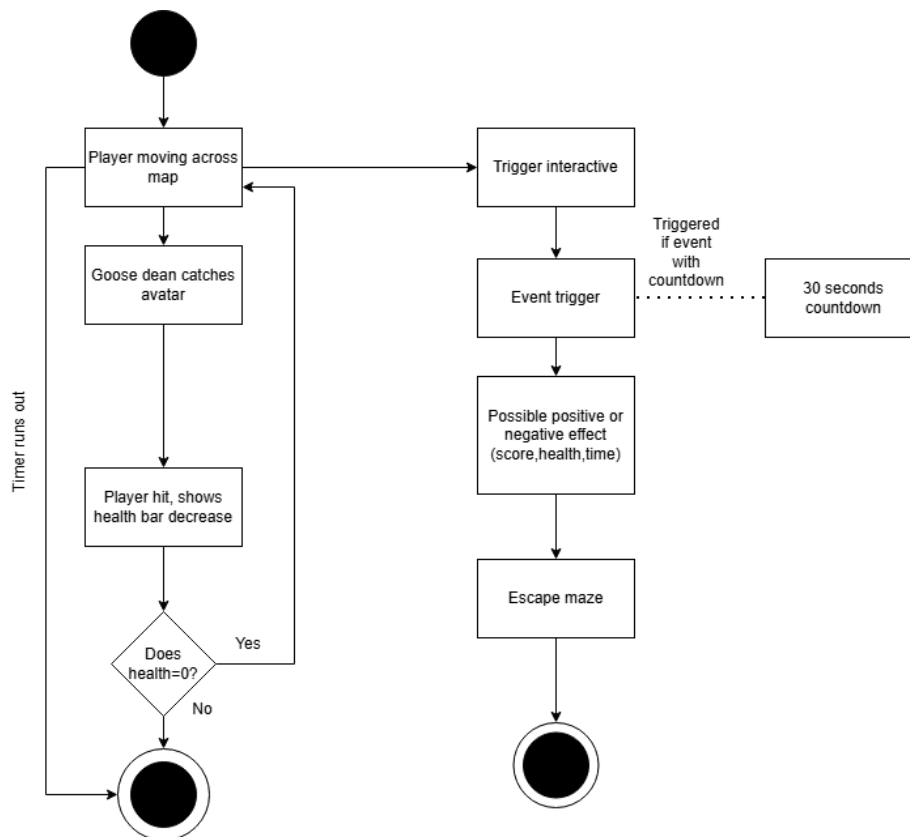 Player moving across
map
Trigger interactive
Triggered
if event
with
countdown
Goose dean catches
avatar
Event trigger
30 seconds
countdown
Timer runs out
Possible positive or
negative effect
(score,health,time)
Player hit, shows
health bar decrease
Escape maze
Does
health=0?
Yes
No